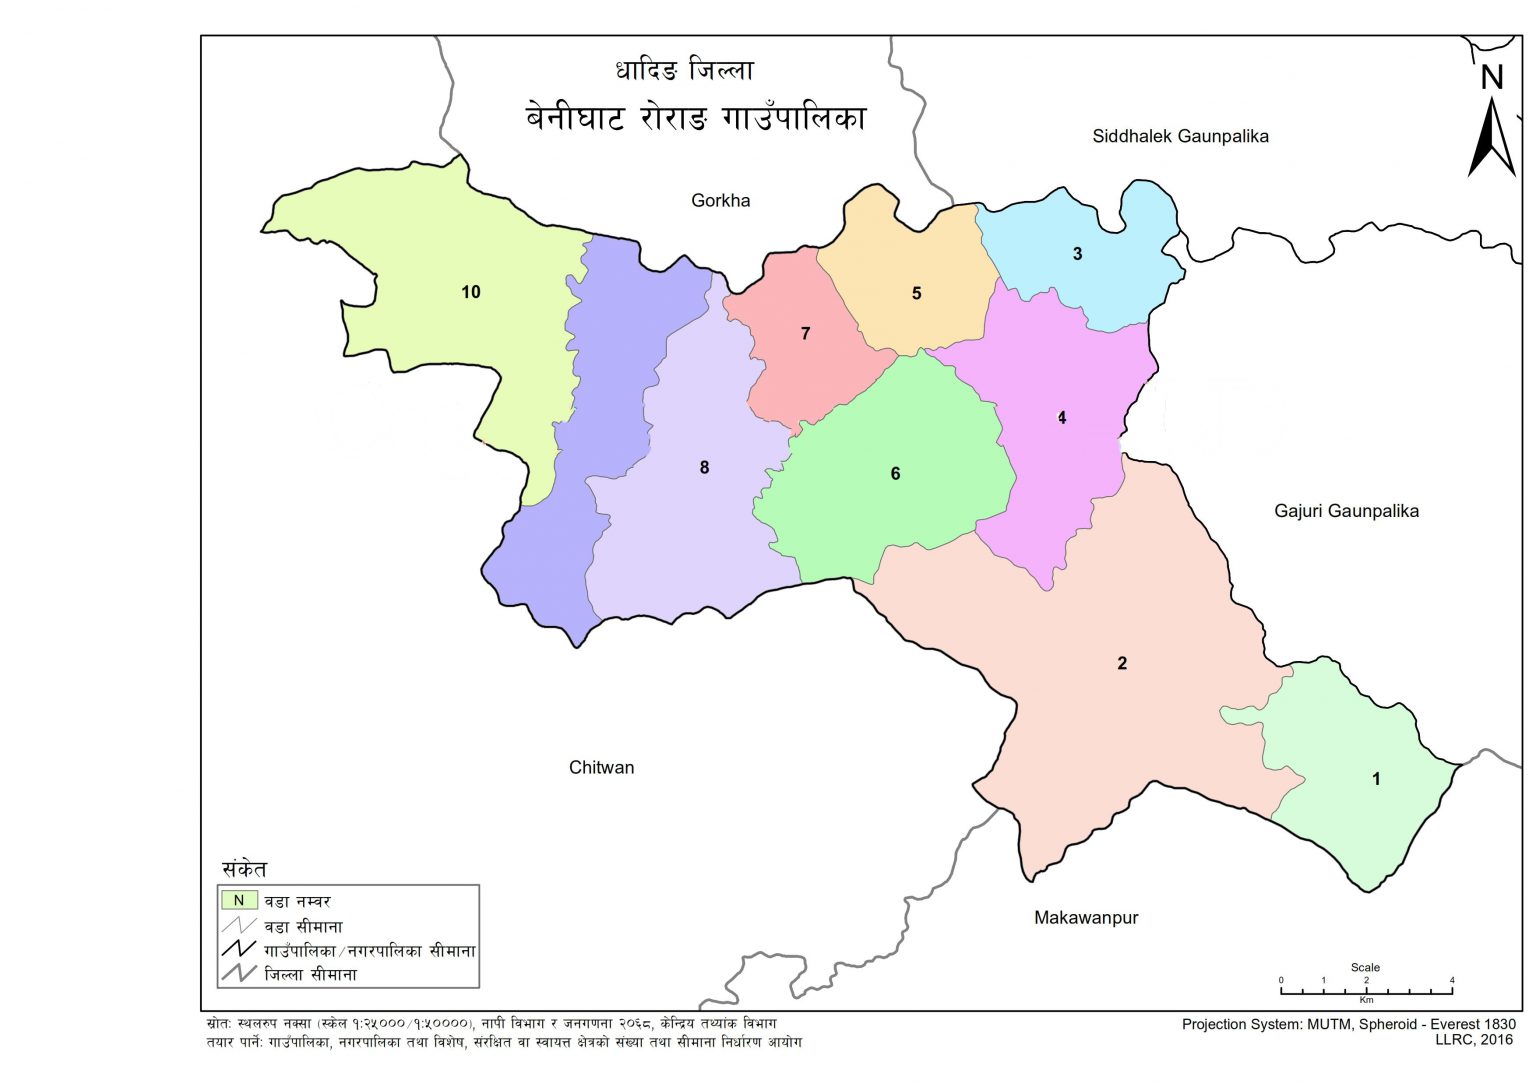 धादिङ जिल्ला
बेनीघाट रोराङ गाउँपालिका
N
Siddhalek Gaunpalika
Gorkha
3
10
5
7
4
8
6
Gajuri Gaunpalika
2
Chitwan
1
संकेत
N वडा नम्वर
वडा सीमाना
गाउँपालिका/नगरपालिका सीमाना
जिल्ला सीमाना
Makawanpur
Scale
0 1 2 4
Km
स्रोतः स्थलरुप नक्सा (स्केल १:२५०००/१:५००००), नापी विभाग र जनगणना २०६८, केन्द्रिय तथ्यांक विभाग
तयार पार्नेः गाउँपालिका, नगरपालिका तथा विशेष, संरक्षित वा स्वायत्त क्षेत्रको संख्या तथा सीमाना निर्धारण आयोग
Projection System: MUTM, Spheroid - Everest 1830
LLRC, 2016